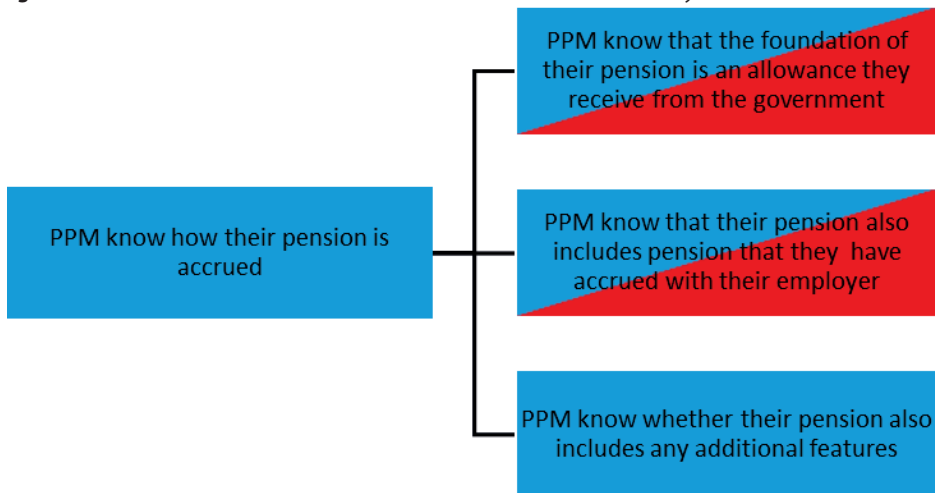 PPM know that the foundation of
their pension is an allowance they
receive from the government
PPM know how their pension is
accrued
PPM know that their pension also
includes pension that they have
accrued with their employer
PPM know whether their pension also
includes any additional features